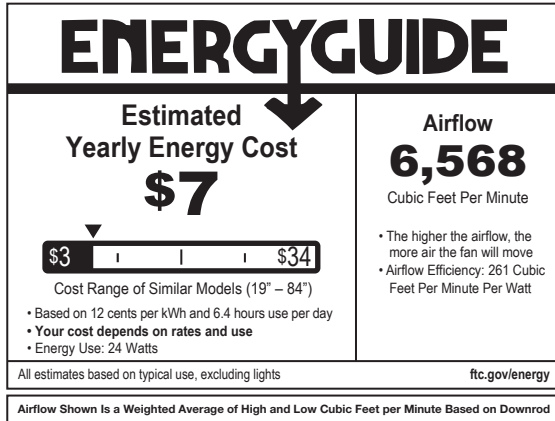 ENERGYGUIDE
Estimated
Yearly Energy Cost
$7
$3
$34
Cost Range of Similar Models (19” – 84”)
• Based on 12 cents per kWh and 6.4 hours use per day
• Your cost depends on rates and use
• Energy Use: 24 Watts
Airflow
6,568
Cubic Feet Per Minute
• The higher the airflow, the
more air the fan will move
• Airflow Efficiency: 261 Cubic
Feet Per Minute Per Watt
All estimates based on typical use, excluding lights
ftc.gov/energy
Airflow Shown Is a Weighted Average of High and Low Cubic Feet per Minute Based on Downrod